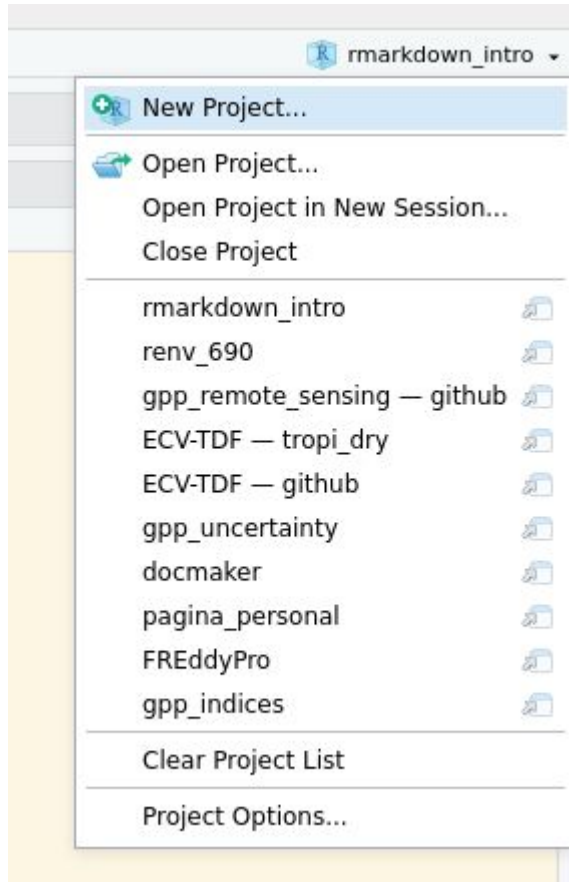 rmarkdown_intro
New Project...
Open Project...
Open Project in New Session...
Close Project
rmarkdown_intro
renv_690
gpp_remote_sensing — github
ECV-TDF — tropi_dry
ECV-TDF — github
gpp_uncertainty
docmaker
pagina_personal
FREddyPro
gpp_indices
Clear Project List
Project Options...